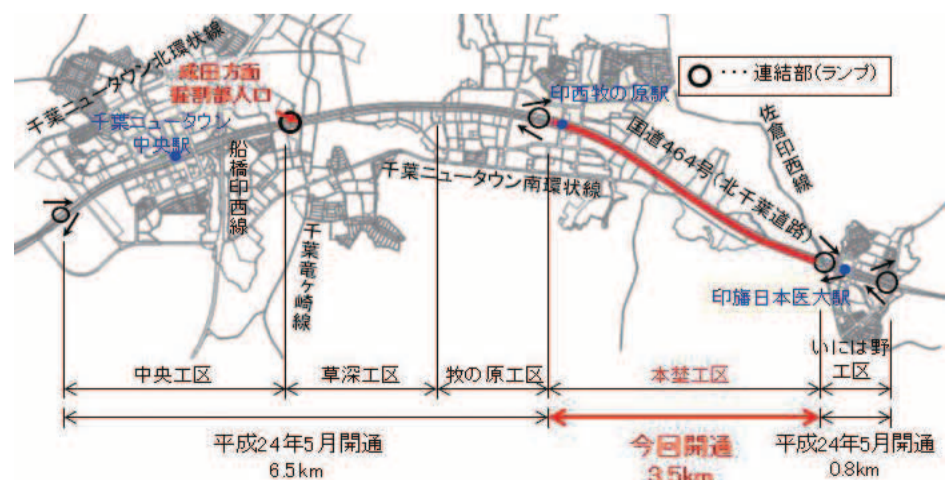 千葉ニュータウン北環状線
成田方面
掘割部入口
千葉ニュータウン
中央駅
船橋印西線
千葉竜ヶ崎線
千葉ニュータウン南環状線
印西牧の原駅
国道464号(北千葉道路)
佐倉印西線
・・・連結部(ランプ)
印旛日本医大駅
中央工区
草深工区
牧の原工区
本埜工区
いには野
工区
平成24年5月開通
6.5km
今回開通
3.5km
平成24年5月開通
0.8km